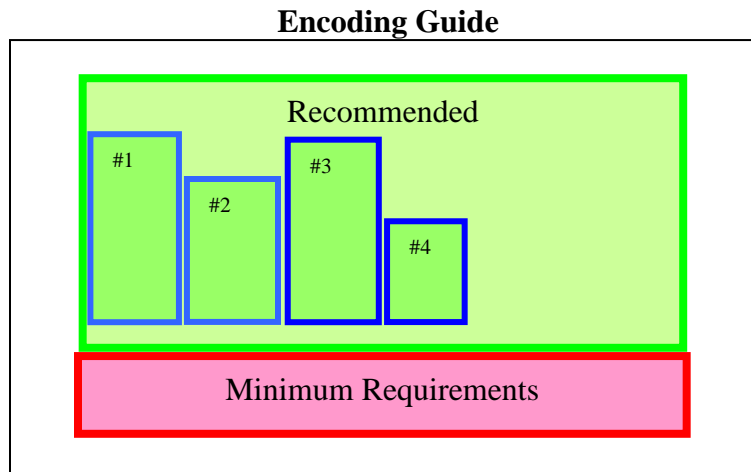 Encoding Guide
Recommended
#1
#2
#3
#4
Minimum Requirements